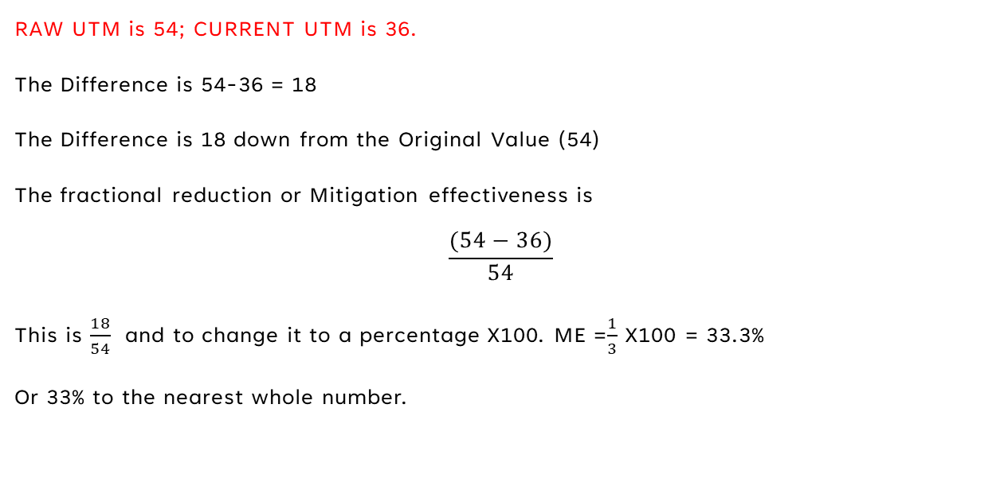 RAW UTM is 54; CURRENT UTM is 36.
The Difference is 54-36 = 18
The Difference is 18 down from the Original Value (54)
The fractional reduction or Mitigation effectiveness is
(54 − 36)
54
This is 18/54 and to change it to a percentage X100. ME =1/3 X100 = 33.3%
Or 33% to the nearest whole number.